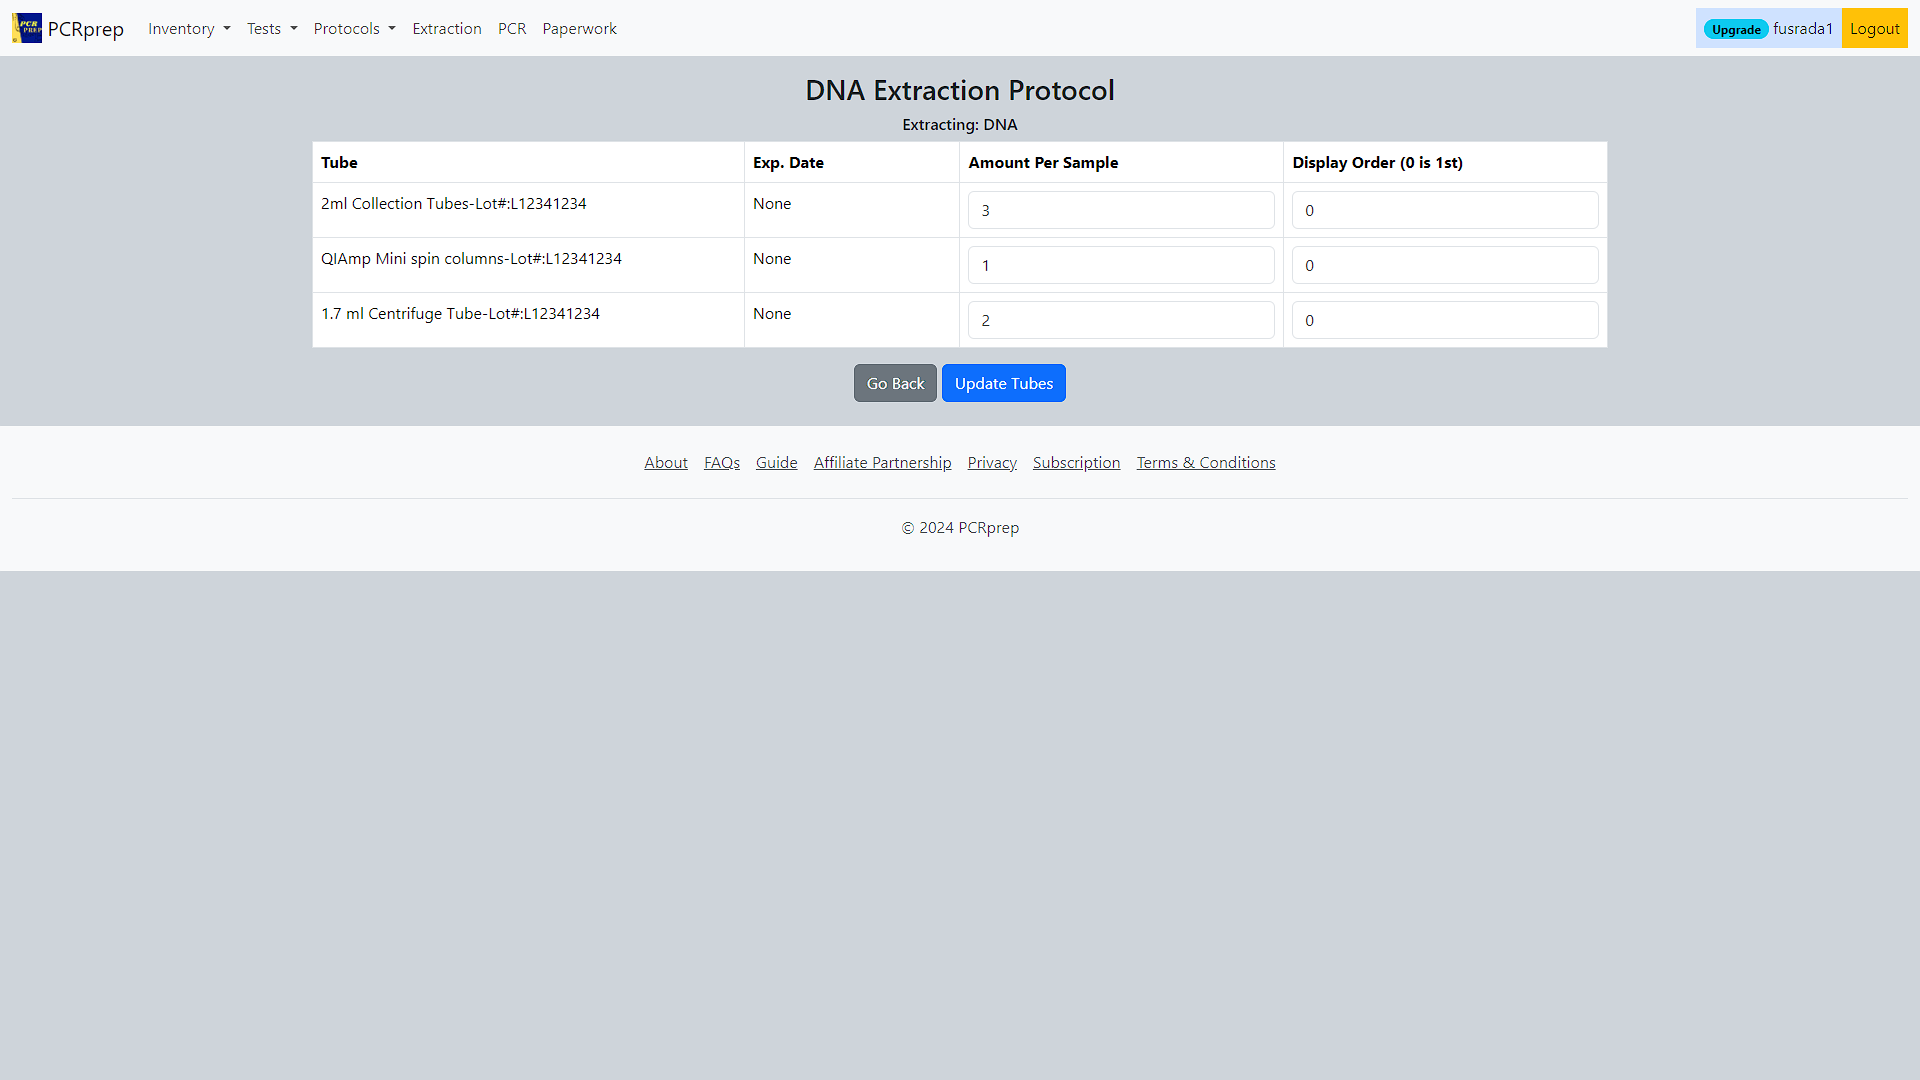 PCR
PREP
PCRprep Inventory Tests Protocols Extraction PCR Paperwork Upgrade fusrada1 Logout
DNA Extraction Protocol
Extracting: DNA
Tube Exp. Date Amount Per Sample Display Order (0 is 1st)
2ml Collection Tubes-Lot#:L12341234 None 3 0
QIAmp Mini spin columns-Lot#:L12341234 None 1 0
1.7 ml Centrifuge Tube-Lot#:L12341234 None 2 0
Go Back Update Tubes
About FAQs Guide Affiliate Partnership Privacy Subscription Terms & Conditions
© 2024 PCRprep